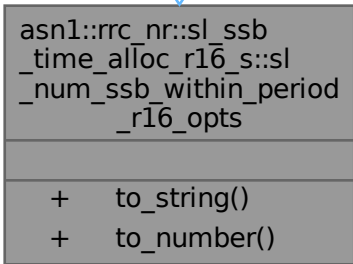 asn1::rrc_nr::sl_ssb
_time_alloc_r16_s::sl
_num_ssb_within_period
_r16_opts
+ to_string()
+ to_number()